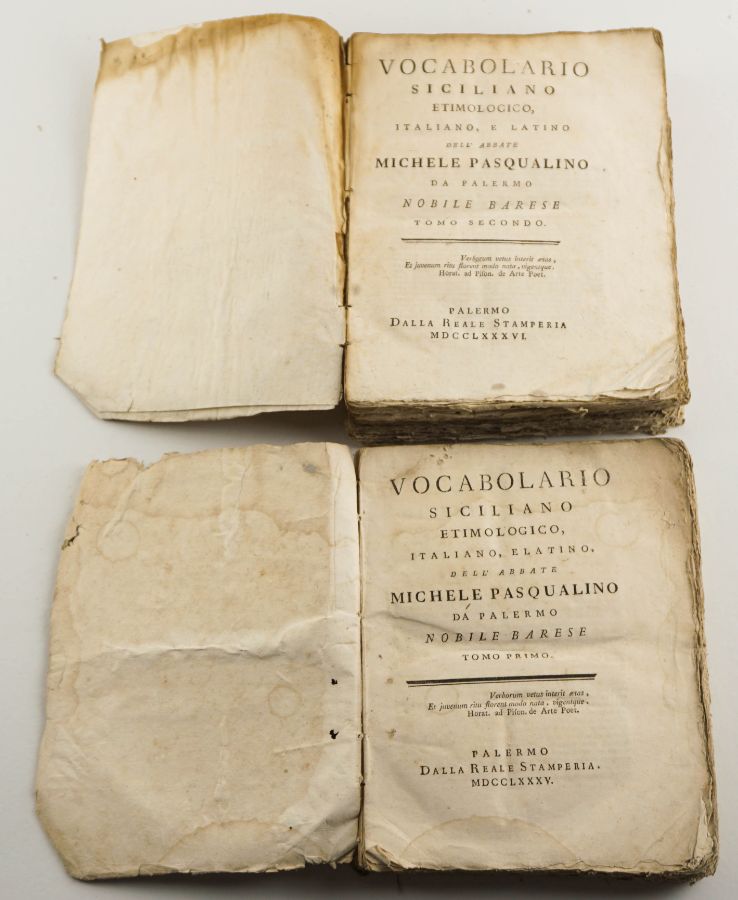 VOCABOLARIO
SICILIANO
ETIMOLOGICO,
ITALIANO, E LATINO
DELL' ABBATE
MICHELE PASQUALINO
DA PALERMO
NOBILE BARESE
TOMO SECONDO.
Verborum vetus interit ætas,
Et juvenum ritu florent modo nata, vigentque.
Horat. ad Pison. de Arte Poet.
PALERMO
DALLA REALE STAMPERIA
MDCCLXXXVI.
VOCABOLARIO
SICILIANO
ETIMOLOGICO,
ITALIANO, E LATINO,
DELL' ABBATE
MICHELE PASQUALINO
DA PALERMO
NOBILE BARESE
TOMO PRIMO.
Verborum vetus interit ætas,
Et juvenum ritu florent modo nata, vigentque.
Horat. ad Pison. de Arte Poet.
PALERMO
DALLA REALE STAMPERIA.
MDCCLXXXV.